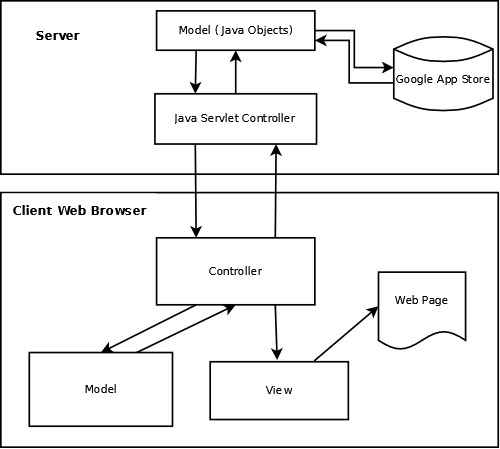 Server
Model ( Java Objects)
Google App Store
Java Servlet Controller
Client Web Browser
Controller
Web Page
Model
View